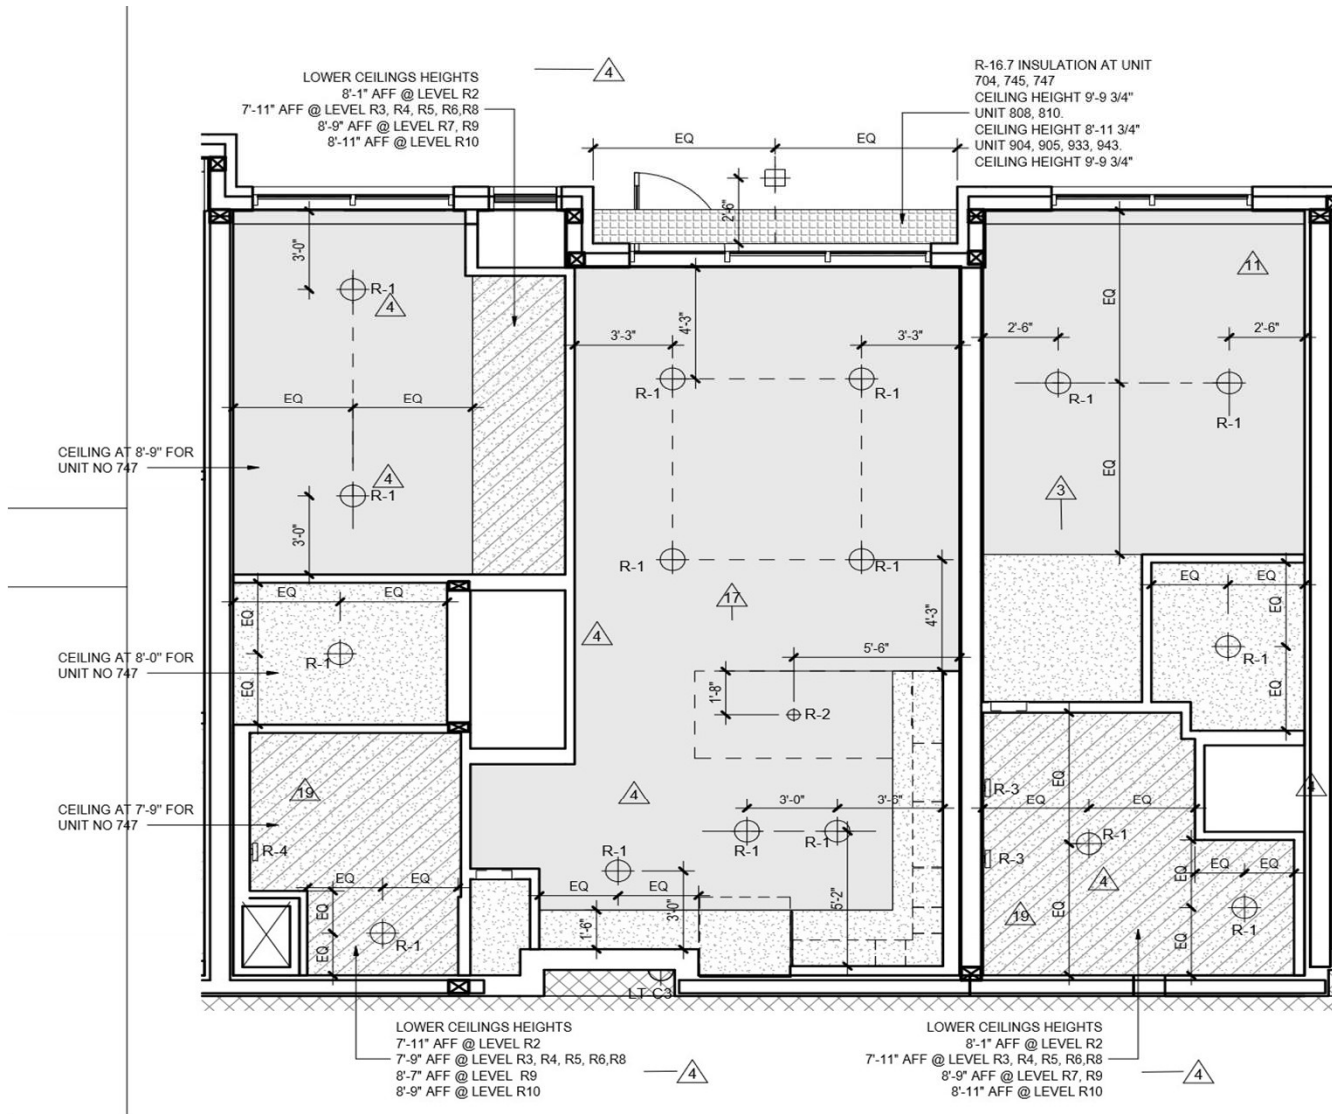 4
LOWER CEILINGS HEIGHTS
8'-1" AFF @ LEVEL R2
7'-11" AFF @ LEVEL R3, R4, R5, R6,R8
8'-9" AFF @ LEVEL R7, R9
8'-11" AFF @ LEVEL R10
R-16.7 INSULATION AT UNIT
704, 745, 747
CEILING HEIGHT 9'-9 3/4"
UNIT 808, 810.
CEILING HEIGHT 8'-11 3/4"
UNIT 904, 905, 933, 943.
CEILING HEIGHT 9'-9 3/4"
EQ
EQ
2'-6"
3'-0"
R-1
4
EQ
EQ
4
R-1
3'-0"
CEILING AT 8'-9" FOR
UNIT NO 747
4'-3"
3'-3"
3'-3"
R-1
R-1
R-1
R-1
17
4
4'-3"
5'-6"
1'-8"
R-2
11
EQ
2'-6"
2'-6"
R-1
R-1
EQ
3
EQ
EQ
EQ
R-1
EQ
CEILING AT 8'-0" FOR
UNIT NO 747
EQ
EQ
EQ
R-1
EQ
EQ
EQ
CEILING AT 7'-9" FOR
UNIT NO 747
19
R-4
EQ
EQ
EQ
EQ
R-1
4
3'-0"
3'-6"
R-1
R-1
R-1
EQ
EQ
3'-0"
1'-6"
5'-2"
LT-C3
R-3
EQ
EQ
EQ
R-1
R-3
4
19
EQ
4
EQ
EQ
EQ
R-1
EQ
LOWER CEILINGS HEIGHTS
7'-11" AFF @ LEVEL R2
7'-9" AFF @ LEVEL R3, R4, R5, R6,R8
8'-7" AFF @ LEVEL R9
8'-9" AFF @ LEVEL R10
4
LOWER CEILINGS HEIGHTS
8'-1" AFF @ LEVEL R2
7'-11" AFF @ LEVEL R3, R4, R5, R6,R8
8'-9" AFF @ LEVEL R7, R9
8'-11" AFF @ LEVEL R10
4